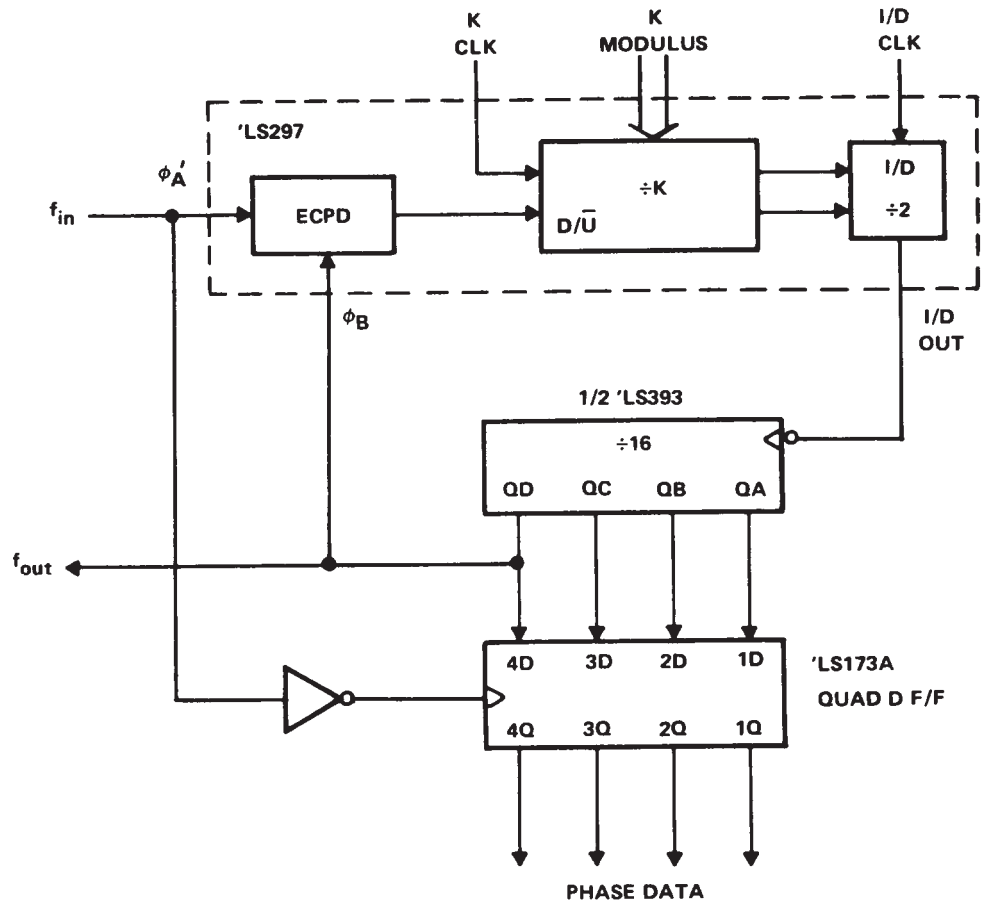 K
CLK
K
MODULUS
I/D
CLK
'LS297
ϕA'
fin
ECPD
÷K
D/U̅
I/D
÷2
ϕB
I/D
OUT
1/2 'LS393
÷16
QD QC QB QA
fout
4D 3D 2D 1D
4Q 3Q 2Q 1Q
'LS173A
QUAD D F/F
PHASE DATA